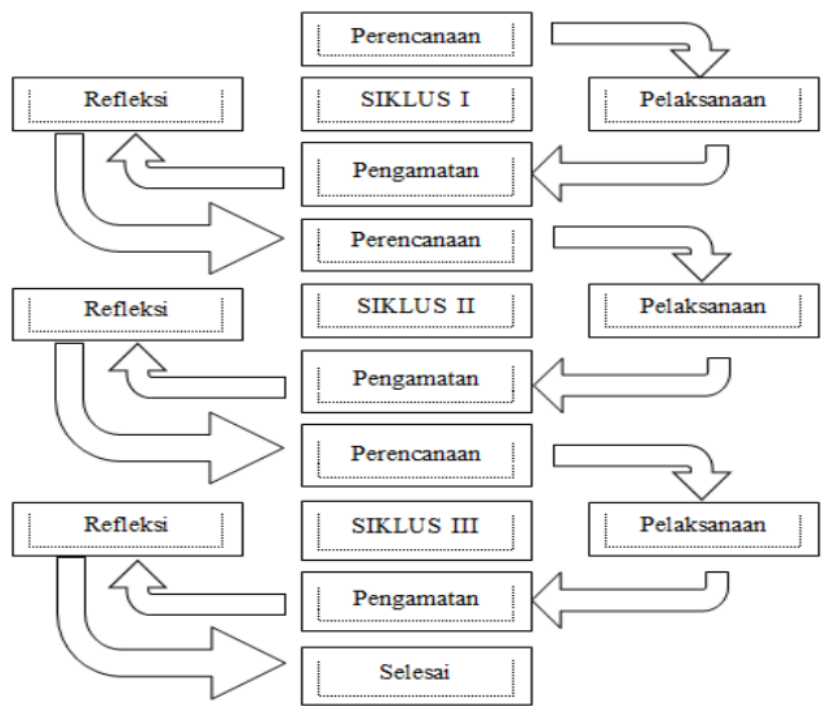 Perencanaan
Refleksi
SIKLUS I
Pelaksanaan
Pengamatan
Perencanaan
Refleksi
SIKLUS II
Pelaksanaan
Pengamatan
Perencanaan
Refleksi
SIKLUS III
Pelaksanaan
Pengamatan
Selesai